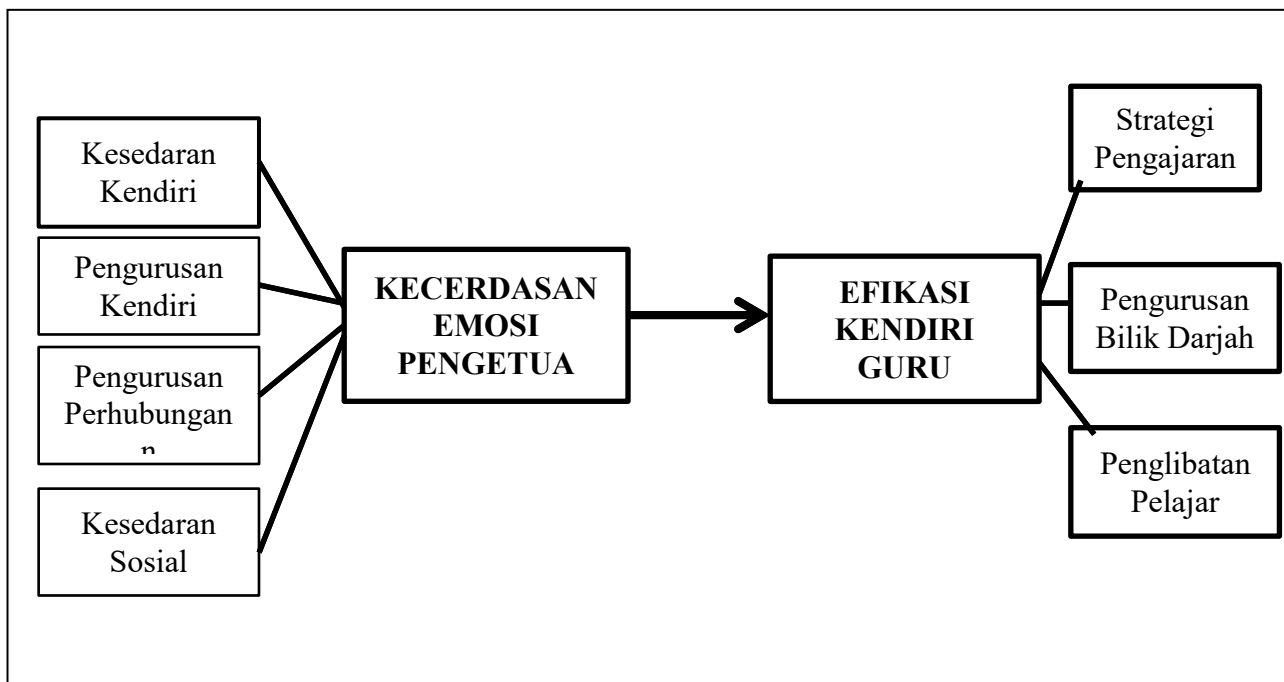 Kesedaran
Kendiri
Pengurusan
Kendiri
Pengurusan
Perhubungan
n
Kesedaran
Sosial
KECERDASAN
EMOSI
PENGETUA
EFIKASI
KENDIRI
GURU
Strategi
Pengajaran
Pengurusan
Bilik Darjah
Penglibatan
Pelajar